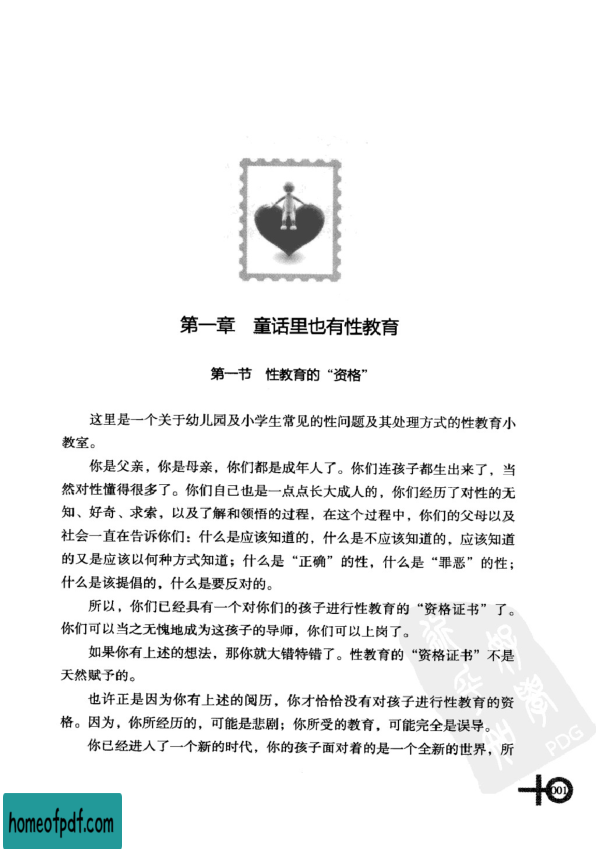 第一章 童话里也有性教育
第一节 性教育的“资格”
这里是一个关于幼儿园及小学生常见的性问题及其处理方式的性教育小
教室。
你是父亲，你是母亲，你们都是成年人了。你们连孩子都生出来了，当
然对性懂得很多了。你们自己也是一点点长大成人的，你们经历了对性的无
知、好奇、求索，以及了解和领悟的过程，在这个过程中，你们的父母以及
社会一直在告诉你们：什么是应该知道的，什么是不应该知道的，应该知道
的又是应该以何种方式知道；什么是“正确”的性，什么是“罪恶”的性；
什么是该提倡的，什么是要反对的。
所以，你们已经具有一个对你们的孩子进行性教育的“资格证书”了。
你们可以当之无愧地成为这孩子的导师，你们可以上岗了。
如果你有上述的想法，那你就大错特错了。性教育的“资格证书”不是
天然赋予的。
也许正是因为你有上述的阅历，你才恰恰没有对孩子进行性教育的资
格。因为，你所经历的，可能是悲剧；你所受的教育，可能完全是误导。
你已经进入了一个新的时代，你的孩子面对着的是一个全新的世界，所
PDG
001
homeofpdf.com